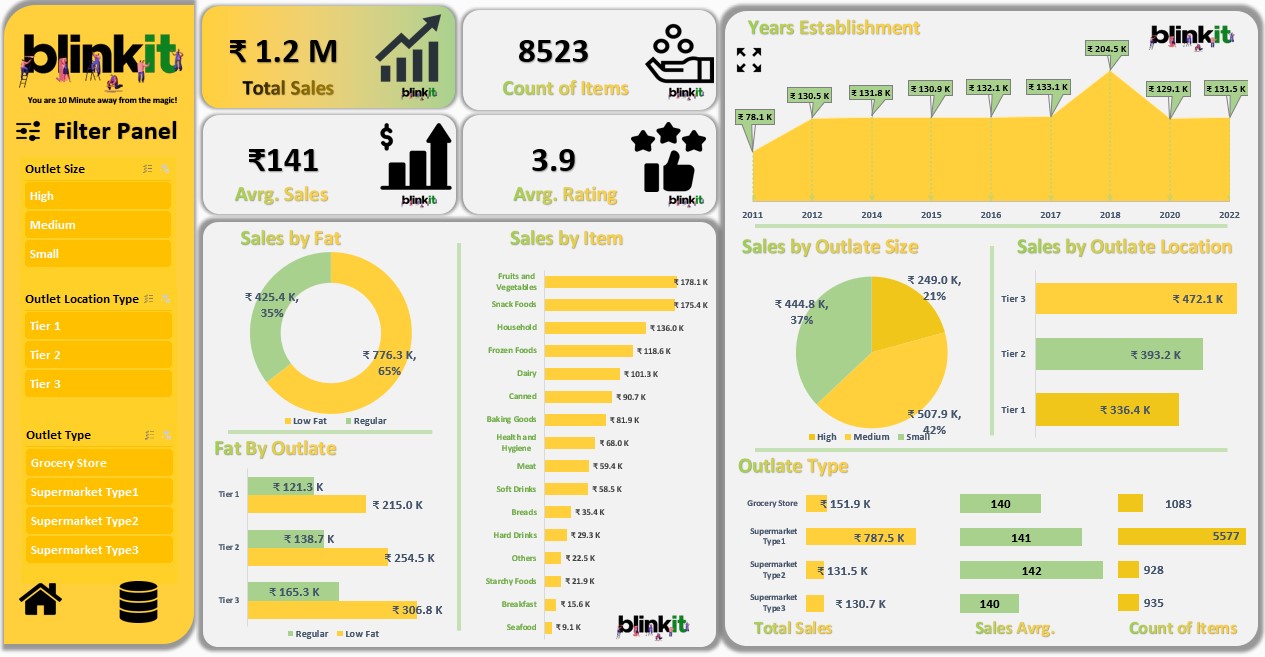 blinkit
You are 10 Minute away from the magic!
Filter Panel
Outlet Size
High
Medium
Small
Outlet Location Type
Tier 1
Tier 2
Tier 3
Outlet Type
Grocery Store
Supermarket Type1
Supermarket Type2
Supermarket Type3
₹ 1.2 M
Total Sales
blinkit
8523
Count of Items
blinkit
$
₹141
Avrg. Sales
blinkit
3.9
Avrg. Rating
blinkit
Sales by Fat
₹ 425.4 K,
35%
₹ 776.3 K,
65%
Low Fat Regular
Fat By Outlate
Tier 1
₹ 121.3 K
₹ 215.0 K
Tier 2
₹ 138.7 K
₹ 254.5 K
Tier 3
₹ 165.3 K
₹ 306.8 K
Regular Low Fat
Sales by Item
Fruits and
Vegetables
₹ 178.1 K
Snack Foods ₹ 175.4 K
Household ₹ 136.0 K
Frozen Foods ₹ 118.6 K
Dairy ₹ 101.3 K
Canned ₹ 90.7 K
Baking Goods ₹ 81.9 K
Health and
Hygiene
₹ 68.0 K
Meat ₹ 59.4 K
Soft Drinks ₹ 58.5 K
Breads ₹ 35.4 K
Hard Drinks ₹ 29.3 K
Others ₹ 22.5 K
Starchy Foods ₹ 21.9 K
Breakfast ₹ 15.6 K
Seafood ₹ 9.1 K
blinkit
Years Establishment
blinkit
₹ 78.1 K ₹ 130.5 K ₹ 131.8 K ₹ 130.9 K ₹ 132.1 K ₹ 133.1 K ₹ 204.5 K ₹ 129.1 K ₹ 131.5 K
2011 2012 2014 2015 2016 2017 2018 2020 2022
Sales by Outlate Size
₹ 249.0 K,
21%
₹ 444.8 K,
37%
₹ 507.9 K,
42%
High Medium Small
Sales by Outlate Location
Tier 3 ₹ 472.1 K
Tier 2 ₹ 393.2 K
Tier 1 ₹ 336.4 K
Outlate Type
Grocery Store ₹ 151.9 K 140 1083
Supermarket
Type1
₹ 787.5 K 141 5577
Supermarket
Type2
₹ 131.5 K 142 928
Supermarket
Type3
₹ 130.7 K 140 935
Total Sales Sales Avrg. Count of Items